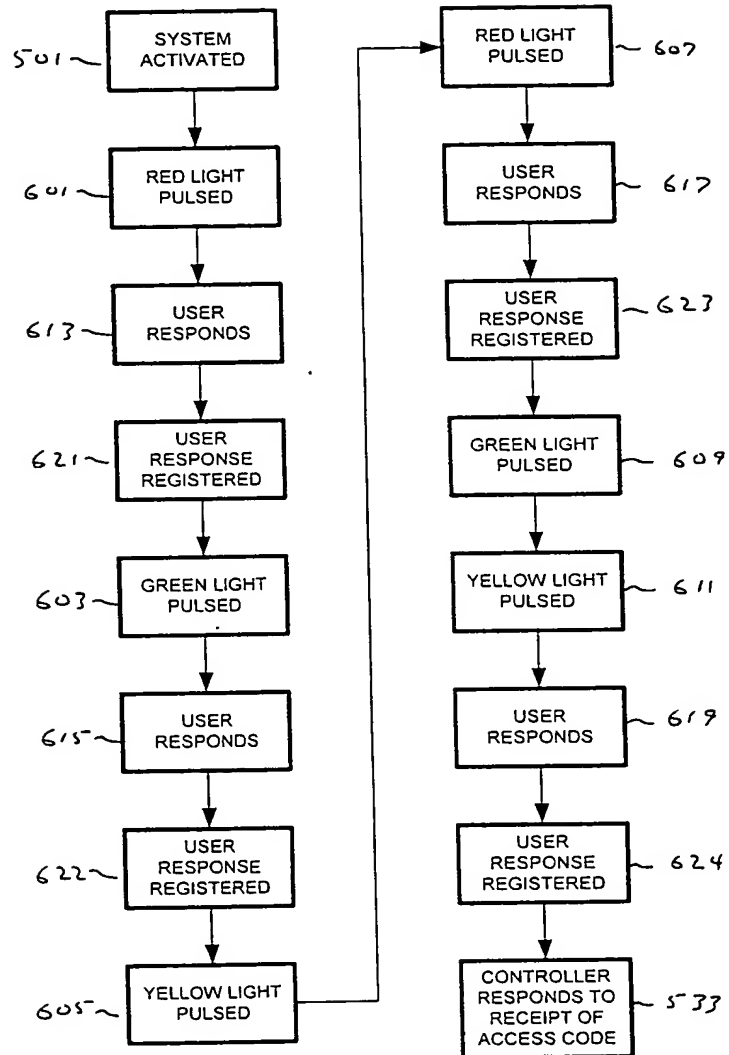 501
SYSTEM
ACTIVATED
601
RED LIGHT
PULSED
613
USER
RESPONDS
621
USER
RESPONSE
REGISTERED
603
GREEN LIGHT
PULSED
615
USER
RESPONDS
622
USER
RESPONSE
REGISTERED
605
YELLOW LIGHT
PULSED
RED LIGHT
PULSED
607
USER
RESPONDS
617
USER
RESPONSE
REGISTERED
623
GREEN LIGHT
PULSED
609
YELLOW LIGHT
PULSED
611
USER
RESPONDS
619
USER
RESPONSE
REGISTERED
624
CONTROLLER
RESPONDS TO
RECEIPT OF
ACCESS CODE
533